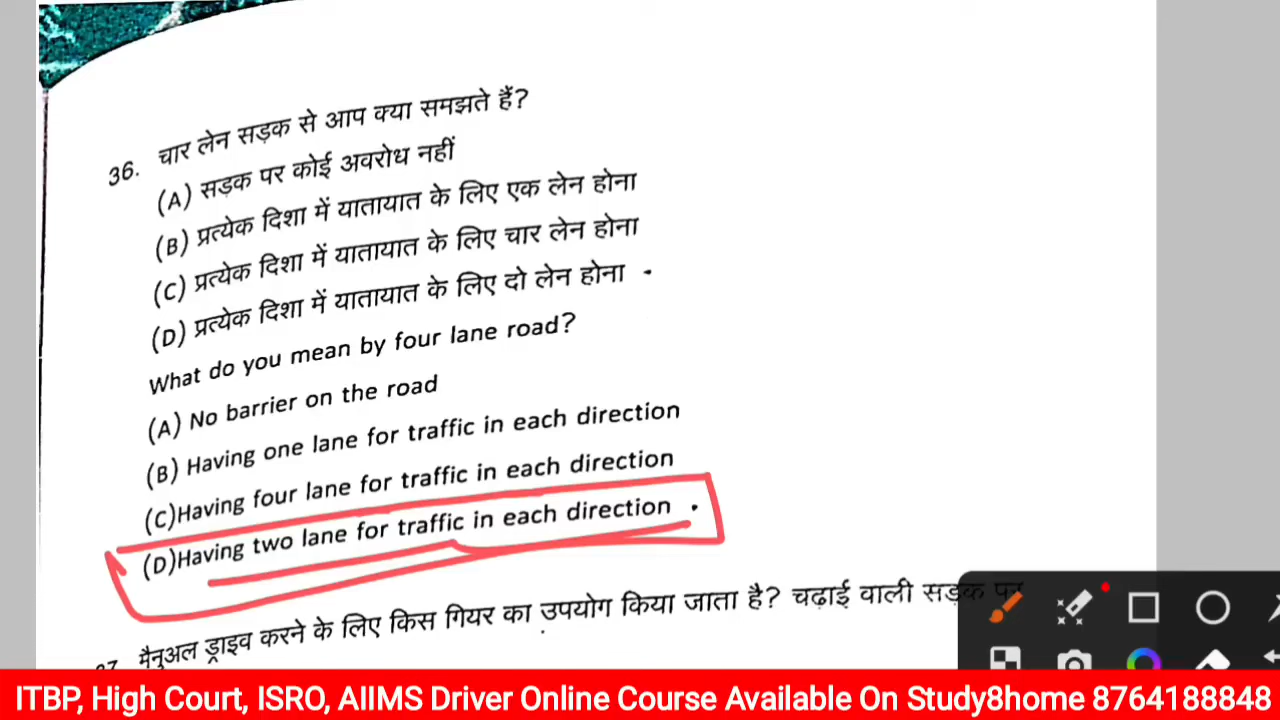 36. चार लेन सड़क से आप क्या समझते हैं?
(A) सड़क पर कोई अवरोध नहीं
(B) प्रत्येक दिशा में यातायात के लिए एक लेन होना
(C) प्रत्येक दिशा में यातायात के लिए चार लेन होना
(D) प्रत्येक दिशा में यातायात के लिए दो लेन होना
What do you mean by four lane road?
(A) No barrier on the road
(B) Having one lane for traffic in each direction
(C)Having four lane for traffic in each direction
(D)Having two lane for traffic in each direction
मैनुअल ड्राइव करने के लिए किस गियर का उपयोग किया जाता है? चढ़ाई वाली सड़क पर
ITBP, High Court, ISRO, AIIMS Driver Online Course Available On Study8home 8764188848